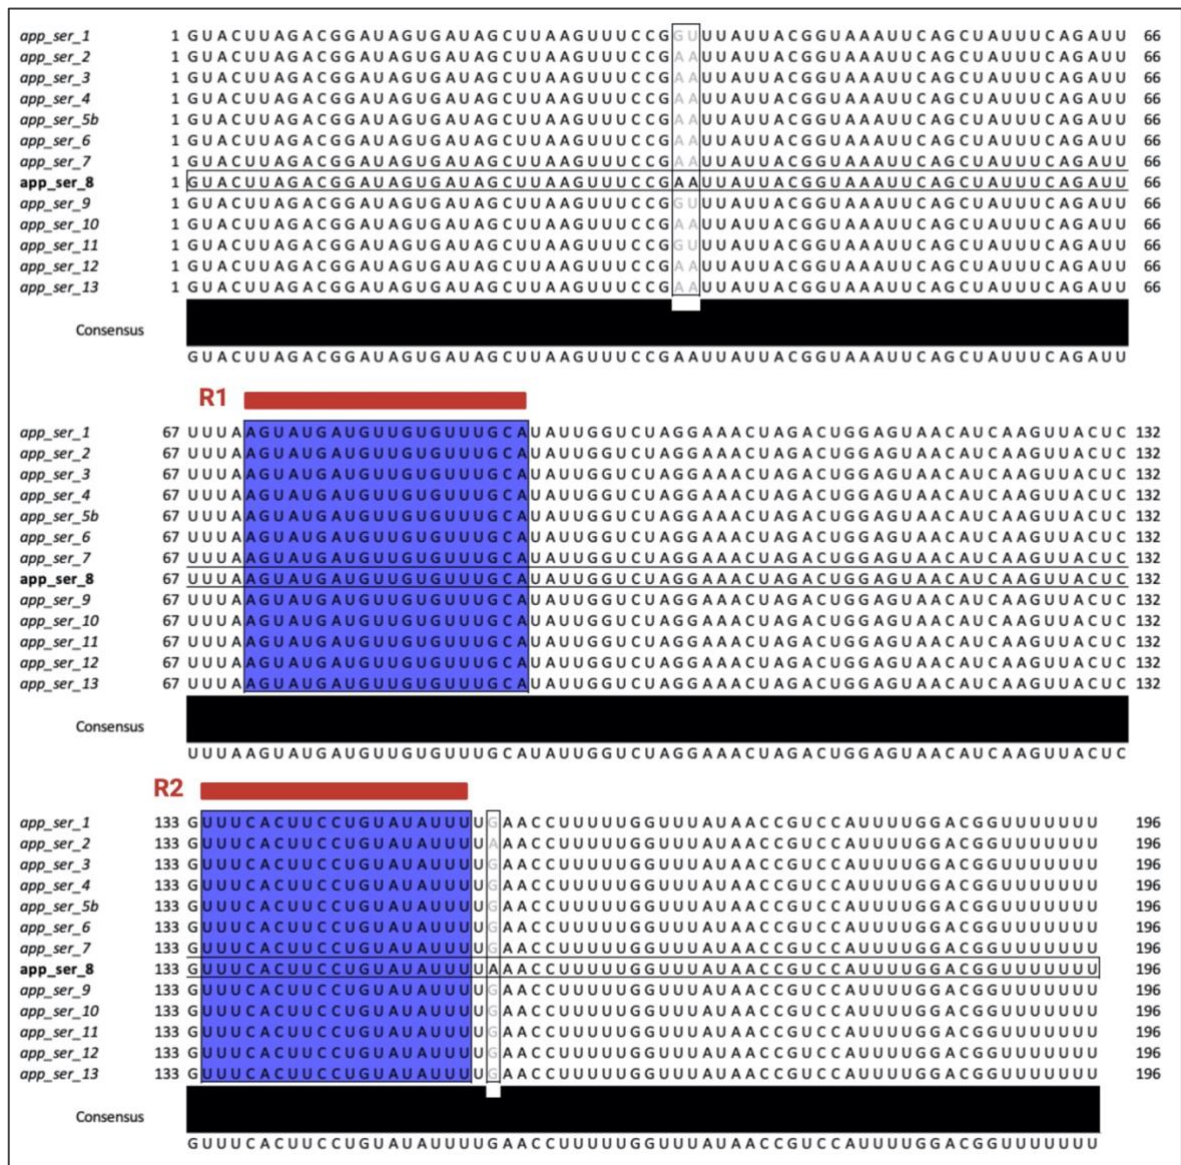 app_ser_1 1 GUACUUAGACGGAUAGUGAUAGCUUAAGUUUCCGGUUUAUUACGGUAAAUUCAGCUAUUUCAGAUU 66
app_ser_2 1 GUACUUAGACGGAUAGUGAUAGCUUAAGUUUCCGAAUUAUUACGGUAAAUUCAGCUAUUUCAGAUU 66
app_ser_3 1 GUACUUAGACGGAUAGUGAUAGCUUAAGUUUCCGAAUUAUUACGGUAAAUUCAGCUAUUUCAGAUU 66
app_ser_4 1 GUACUUAGACGGAUAGUGAUAGCUUAAGUUUCCGAAUUAUUACGGUAAAUUCAGCUAUUUCAGAUU 66
app_ser_5b 1 GUACUUAGACGGAUAGUGAUAGCUUAAGUUUCCGAAUUAUUACGGUAAAUUCAGCUAUUUCAGAUU 66
app_ser_6 1 GUACUUAGACGGAUAGUGAUAGCUUAAGUUUCCGAAUUAUUACGGUAAAUUCAGCUAUUUCAGAUU 66
app_ser_7 1 GUACUUAGACGGAUAGUGAUAGCUUAAGUUUCCGAAUUAUUACGGUAAAUUCAGCUAUUUCAGAUU 66
app_ser_8 1 GUACUUAGACGGAUAGUGAUAGCUUAAGUUUCCGAAUUAUUACGGUAAAUUCAGCUAUUUCAGAUU 66
app_ser_9 1 GUACUUAGACGGAUAGUGAUAGCUUAAGUUUCCGGUUUAUUACGGUAAAUUCAGCUAUUUCAGAUU 66
app_ser_10 1 GUACUUAGACGGAUAGUGAUAGCUUAAGUUUCCGAAUUAUUACGGUAAAUUCAGCUAUUUCAGAUU 66
app_ser_11 1 GUACUUAGACGGAUAGUGAUAGCUUAAGUUUCCGGUUUAUUACGGUAAAUUCAGCUAUUUCAGAUU 66
app_ser_12 1 GUACUUAGACGGAUAGUGAUAGCUUAAGUUUCCGAAUUAUUACGGUAAAUUCAGCUAUUUCAGAUU 66
app_ser_13 1 GUACUUAGACGGAUAGUGAUAGCUUAAGUUUCCGAAUUAUUACGGUAAAUUCAGCUAUUUCAGAUU 66
Consensus
GUACUUAGACGGAUAGUGAUAGCUUAAGUUUCCGAAUUAUUACGGUAAAUUCAGCUAUUUCAGAUU
R1
app_ser_1 67 UUUAAGUAUGAUGUUGUGUUUGCAUAUUGGUCUAGGAAACUAGACUGGAGUAACAUCAAGUUACUC 132
app_ser_2 67 UUUAAGUAUGAUGUUGUGUUUGCAUAUUGGUCUAGGAAACUAGACUGGAGUAACAUCAAGUUACUC 132
app_ser_3 67 UUUAAGUAUGAUGUUGUGUUUGCAUAUUGGUCUAGGAAACUAGACUGGAGUAACAUCAAGUUACUC 132
app_ser_4 67 UUUAAGUAUGAUGUUGUGUUUGCAUAUUGGUCUAGGAAACUAGACUGGAGUAACAUCAAGUUACUC 132
app_ser_5b 67 UUUAAGUAUGAUGUUGUGUUUGCAUAUUGGUCUAGGAAACUAGACUGGAGUAACAUCAAGUUACUC 132
app_ser_6 67 UUUAAGUAUGAUGUUGUGUUUGCAUAUUGGUCUAGGAAACUAGACUGGAGUAACAUCAAGUUACUC 132
app_ser_7 67 UUUAAGUAUGAUGUUGUGUUUGCAUAUUGGUCUAGGAAACUAGACUGGAGUAACAUCAAGUUACUC 132
app_ser_8 67 UUUAAGUAUGAUGUUGUGUUUGCAUAUUGGUCUAGGAAACUAGACUGGAGUAACAUCAAGUUACUC 132
app_ser_9 67 UUUAAGUAUGAUGUUGUGUUUGCAUAUUGGUCUAGGAAACUAGACUGGAGUAACAUCAAGUUACUC 132
app_ser_10 67 UUUAAGUAUGAUGUUGUGUUUGCAUAUUGGUCUAGGAAACUAGACUGGAGUAACAUCAAGUUACUC 132
app_ser_11 67 UUUAAGUAUGAUGUUGUGUUUGCAUAUUGGUCUAGGAAACUAGACUGGAGUAACAUCAAGUUACUC 132
app_ser_12 67 UUUAAGUAUGAUGUUGUGUUUGCAUAUUGGUCUAGGAAACUAGACUGGAGUAACAUCAAGUUACUC 132
app_ser_13 67 UUUAAGUAUGAUGUUGUGUUUGCAUAUUGGUCUAGGAAACUAGACUGGAGUAACAUCAAGUUACUC 132
Consensus
UUUAAGUAUGAUGUUGUGUUUGCAUAUUGGUCUAGGAAACUAGACUGGAGUAACAUCAAGUUACUC
R2
app_ser_1 133 GUUUCACUUCCUGUAUAUUUUGAACCUUUUUGGUUUAUAACCGUCCAUUUUGGACGGUUUUUUU 196
app_ser_2 133 GUUUCACUUCCUGUAUAUUUUAAACCUUUUUGGUUUAUAACCGUCCAUUUUGGACGGUUUUUUU 196
app_ser_3 133 GUUUCACUUCCUGUAUAUUUUGAACCUUUUUGGUUUAUAACCGUCCAUUUUGGACGGUUUUUUU 196
app_ser_4 133 GUUUCACUUCCUGUAUAUUUUGAACCUUUUUGGUUUAUAACCGUCCAUUUUGGACGGUUUUUUU 196
app_ser_5b 133 GUUUCACUUCCUGUAUAUUUUGAACCUUUUUGGUUUAUAACCGUCCAUUUUGGACGGUUUUUUU 196
app_ser_6 133 GUUUCACUUCCUGUAUAUUUUGAACCUUUUUGGUUUAUAACCGUCCAUUUUGGACGGUUUUUUU 196
app_ser_7 133 GUUUCACUUCCUGUAUAUUUUGAACCUUUUUGGUUUAUAACCGUCCAUUUUGGACGGUUUUUUU 196
app_ser_8 133 GUUUCACUUCCUGUAUAUUUUAAACCUUUUUGGUUUAUAACCGUCCAUUUUGGACGGUUUUUUU 196
app_ser_9 133 GUUUCACUUCCUGUAUAUUUUGAACCUUUUUGGUUUAUAACCGUCCAUUUUGGACGGUUUUUUU 196
app_ser_10 133 GUUUCACUUCCUGUAUAUUUUGAACCUUUUUGGUUUAUAACCGUCCAUUUUGGACGGUUUUUUU 196
app_ser_11 133 GUUUCACUUCCUGUAUAUUUUGAACCUUUUUGGUUUAUAACCGUCCAUUUUGGACGGUUUUUUU 196
app_ser_12 133 GUUUCACUUCCUGUAUAUUUUGAACCUUUUUGGUUUAUAACCGUCCAUUUUGGACGGUUUUUUU 196
app_ser_13 133 GUUUCACUUCCUGUAUAUUUUGAACCUUUUUGGUUUAUAACCGUCCAUUUUGGACGGUUUUUUU 196
Consensus
GUUUCACUUCCUGUAUAUUUUGAACCUUUUUGGUUUAUAACCGUCCAUUUUGGACGGUUUUUUU